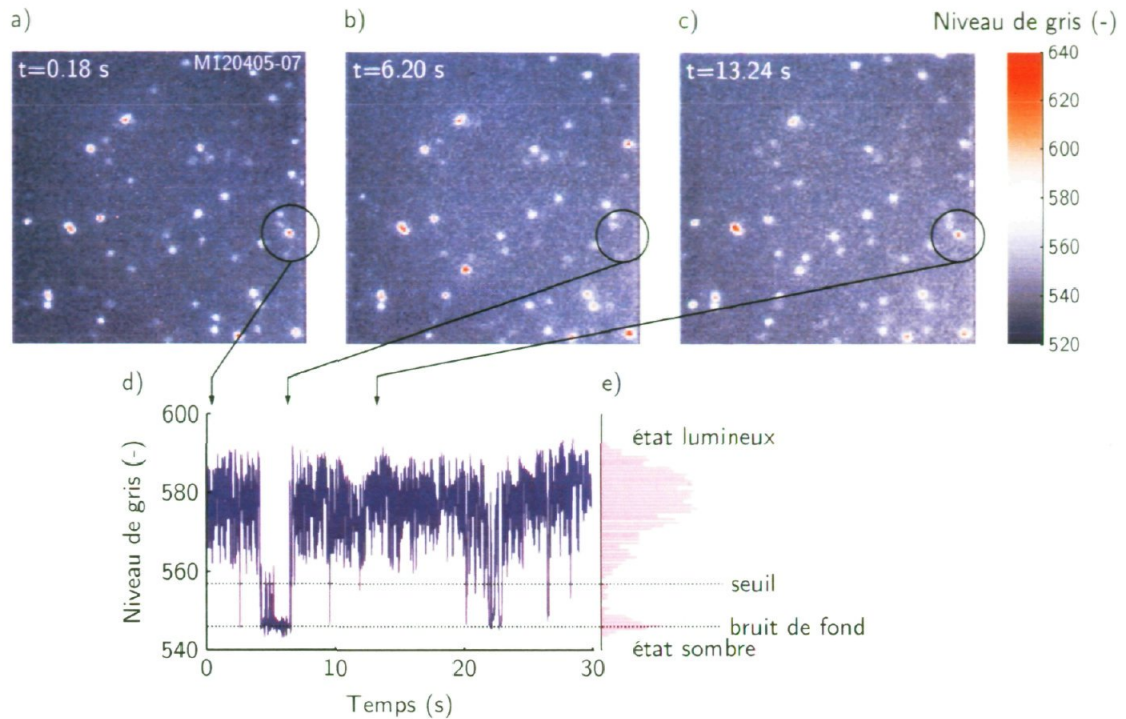 a)
b)
c)
Niveau de gris (-)
t=0.18 s
M120405-07
t=6.20 s
t=13.24 s
640
620
600
580
560
540
520
d)
e)
600
580
560
540
Niveau de gris (-)
état lumineux
seuil
bruit de fond
état sombre
0
10
20
30
Temps (s)